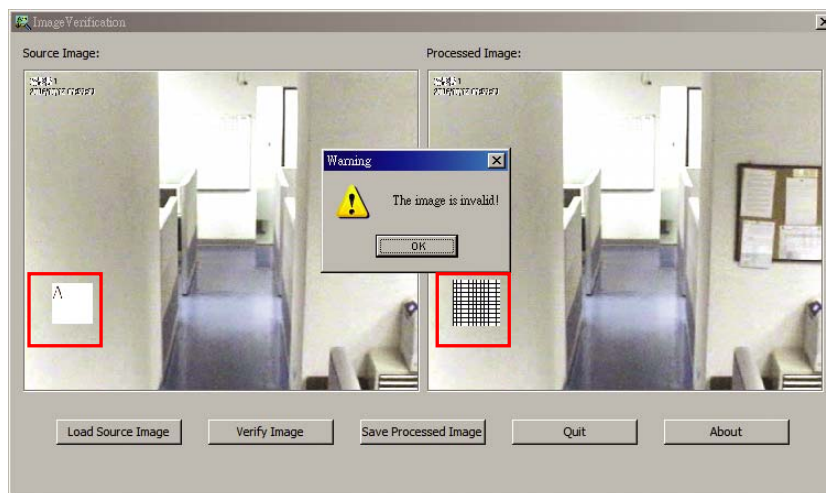 ImageVerification
Source Image:
Processed Image:
Warning
The image is invalid!
OK
A
Load Source Image
Verify Image
Save Processed Image
Quit
About